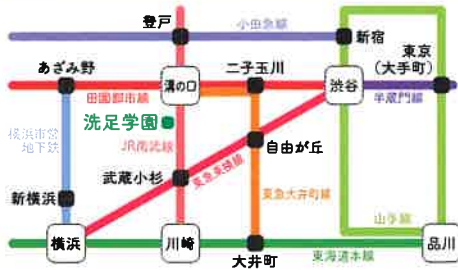 登戸
小田急線
新宿
あざみ野
二子玉川
東京
(大手町)
溝の口
渋谷
田園都市線
半蔵門線
洗足学園
横浜市営
地下鉄
JR南武線
自由が丘
武蔵小杉
東急東横線
新横浜
東急大井町線
山手線
横浜
川崎
大井町
東海道本線
品川